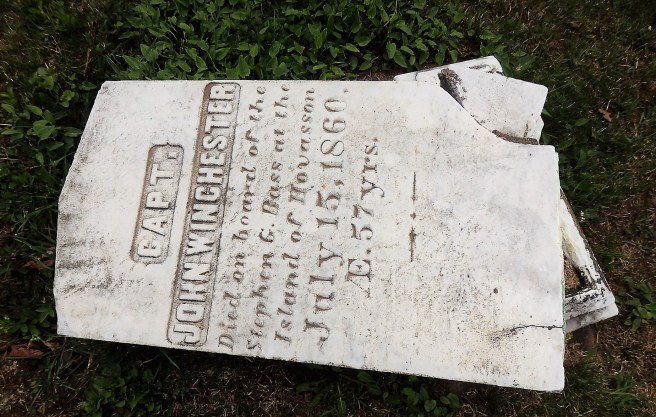 CAPT.
JOHN WINCHESTER
Died on board of the
Stephen G. Bass at the
Island of Novasson
July 15, 1860.
Æ. 57 yrs.